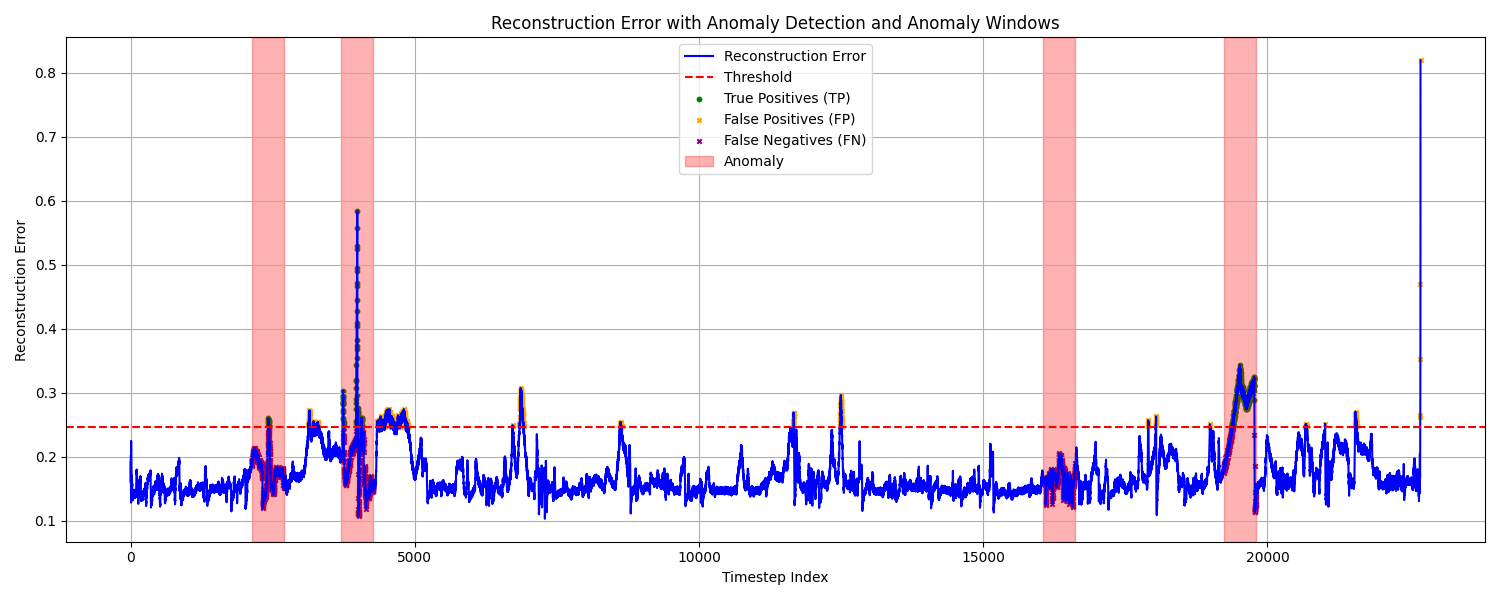 Reconstruction Error with Anomaly Detection and Anomaly Windows
Reconstruction Error
Threshold
True Positives (TP)
False Positives (FP)
False Negatives (FN)
Anomaly
Reconstruction Error
0.8
0.7
0.6
0.5
0.4
0.3
0.2
0.1
0 5000 10000 15000 20000
Timestep Index